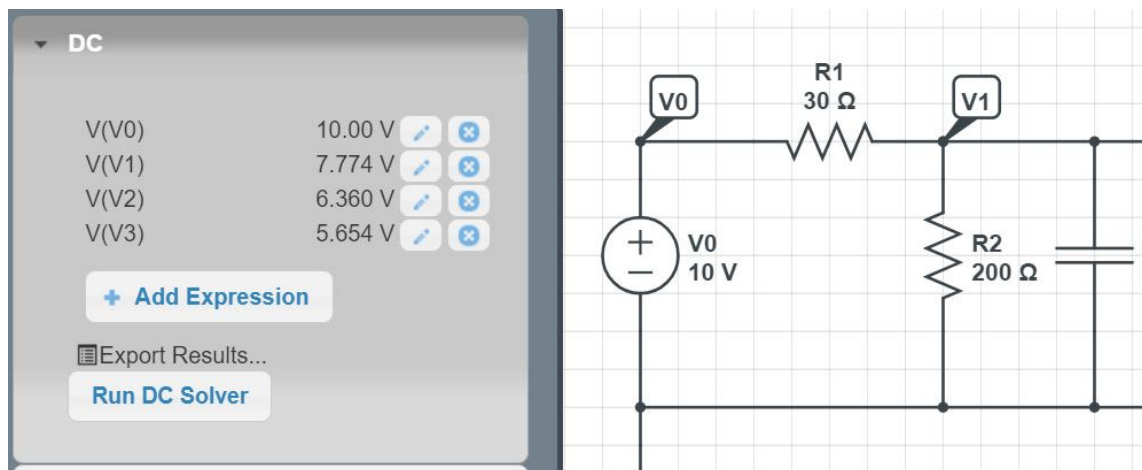 DC
V(V0) 10.00 V
V(V1) 7.774 V
V(V2) 6.360 V
V(V3) 5.654 V
+ Add Expression
Export Results...
Run DC Solver
V0
R1
30 Ω
V1
+
−
V0
10 V
R2
200 Ω